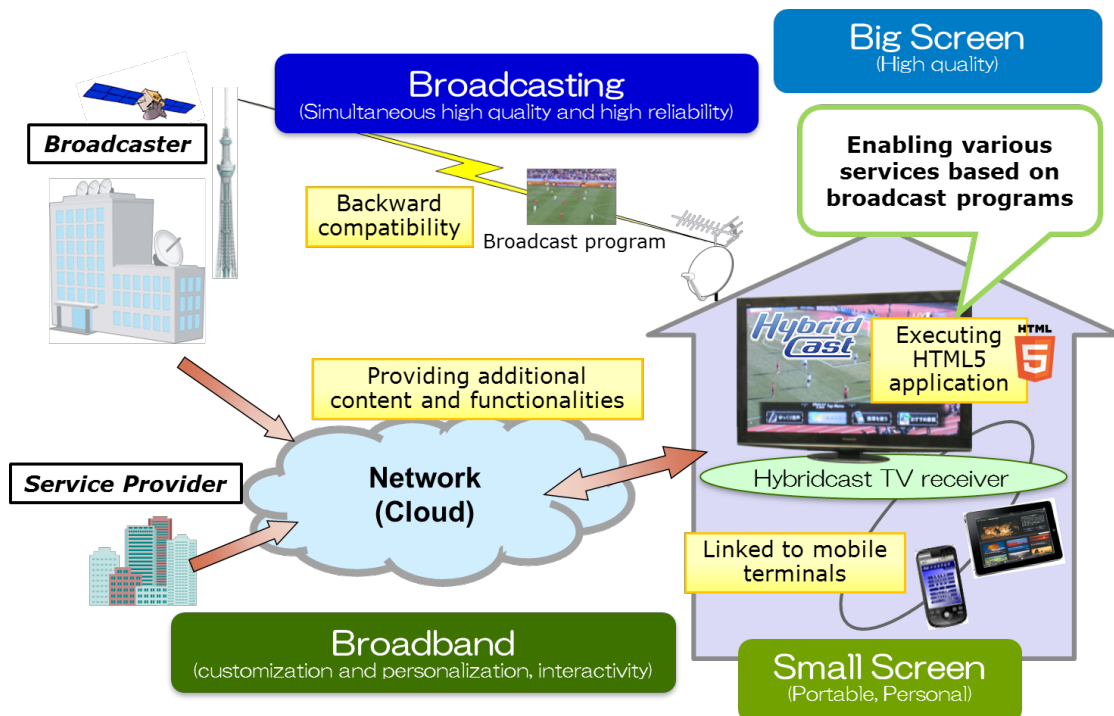 Big Screen
(High quality)
Broadcasting
(Simultaneous high quality and high reliability)
Broadcaster
Enabling various
services based on
broadcast programs
Backward
compatibility
Broadcast program
Hybrid
Cast
Executing
HTML5
application
HTML
5
Providing additional
content and functionalities
Network
(Cloud)
Service Provider
Hybridcast TV receiver
Linked to mobile
terminals
Broadband
(customization and personalization, interactivity)
Small Screen
(Portable, Personal)